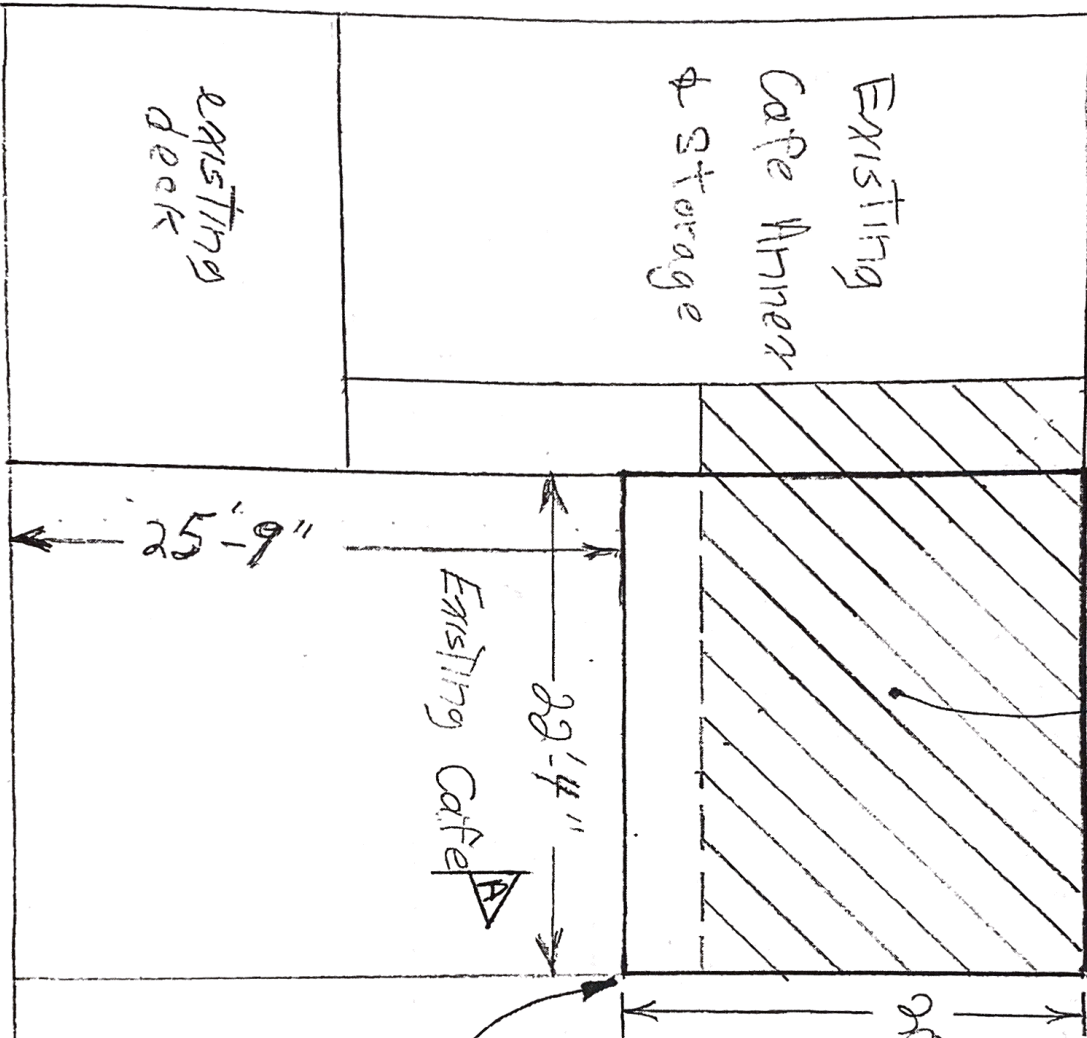 Existing
Cafe Annex
& Storage
existing
deck
25'-9"
22'-4"
Existing Cafe
A